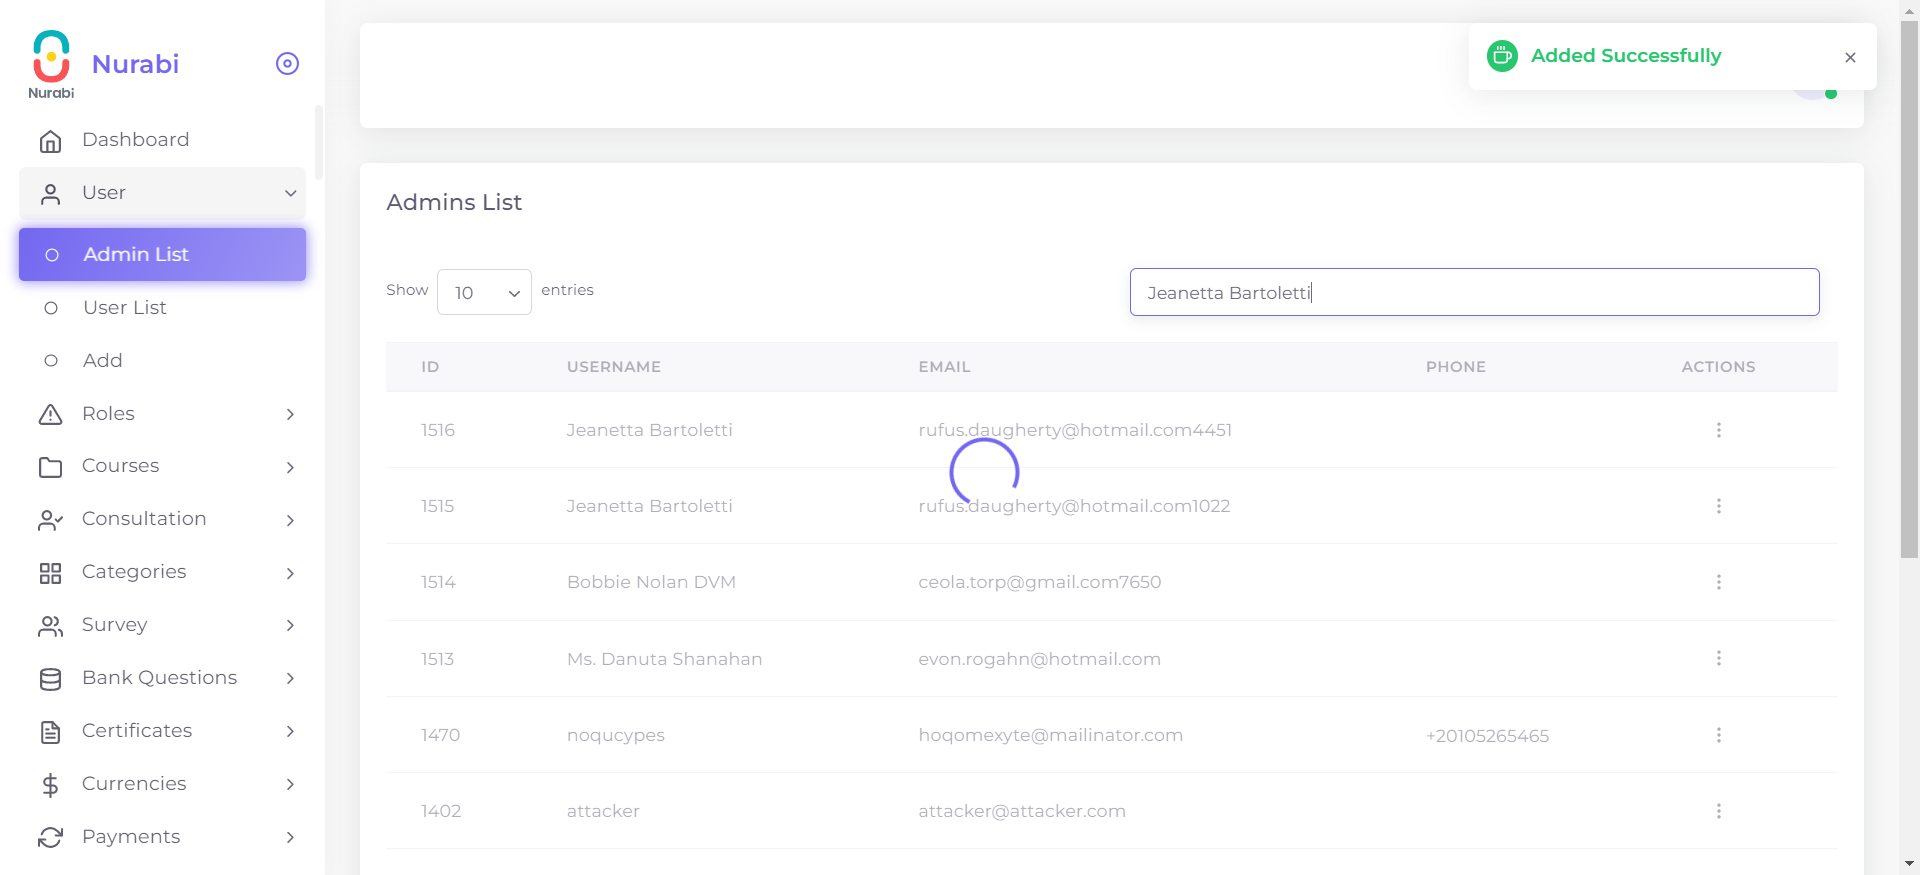 Nurabi
Nurabi
Dashboard
User
Admin List
User List
Add
Roles
Courses
Consultation
Categories
Survey
Bank Questions
Certificates
Currencies
Payments
Added Successfully
Admins List
Show 10 entries
Jeanetta Bartoletti
ID USERNAME EMAIL PHONE ACTIONS
1516 Jeanetta Bartoletti rufus.daugherty@hotmail.com4451
1515 Jeanetta Bartoletti rufus.daugherty@hotmail.com1022
1514 Bobbie Nolan DVM ceola.torp@gmail.com7650
1513 Ms. Danuta Shanahan evon.rogahn@hotmail.com
1470 noqucypes hoqomexyte@mailinator.com +20105265465
1402 attacker attacker@attacker.com